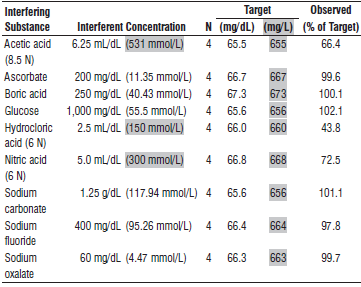 Interfering Target Observed
Substance Interferent Concentration N (mg/dL) (mg/L) (% of Target)
Acetic acid 6.25 mL/dL (531 mmol/L) 4 65.5 655 66.4
(8.5 N)
Ascorbate 200 mg/dL (11.35 mmol/L) 4 66.7 667 99.6
Boric acid 250 mg/dL (40.43 mmol/L) 4 67.3 673 100.1
Glucose 1,000 mg/dL (55.5 mmol/L) 4 65.6 656 102.1
Hydrocloric 2.5 mL/dL (150 mmol/L) 4 66.0 660 43.8
acid (6 N)
Nitric acid 5.0 mL/dL (300 mmol/L) 4 66.8 668 72.5
(6 N)
Sodium 1.25 g/dL (117.94 mmol/L) 4 65.6 656 101.1
carbonate
Sodium 400 mg/dL (95.26 mmol/L) 4 66.4 664 97.8
fluoride
Sodium 60 mg/dL (4.47 mmol/L) 4 66.3 663 99.7
oxalate